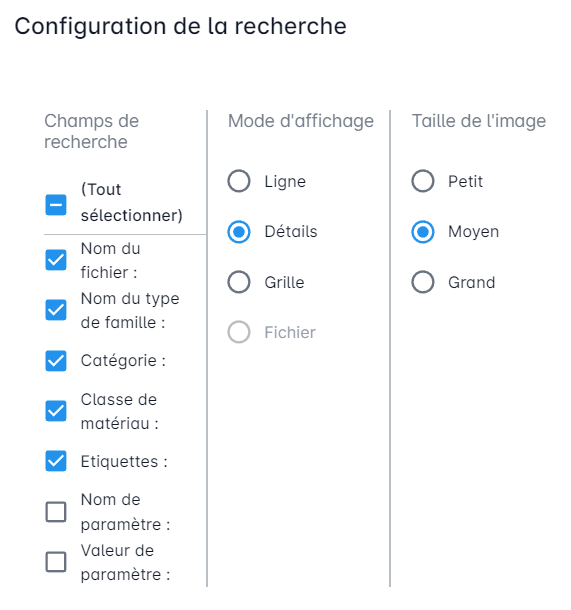 Configuration de la recherche
Champs de
recherche
(Tout
sélectionner)
Nom du
fichier :
Nom du type
de famille :
Catégorie :
Classe de
matériau :
Etiquettes :
Nom de
paramètre :
Valeur de
paramètre :
Mode d'affichage
Ligne
Détails
Grille
Fichier
Taille de l'image
Petit
Moyen
Grand